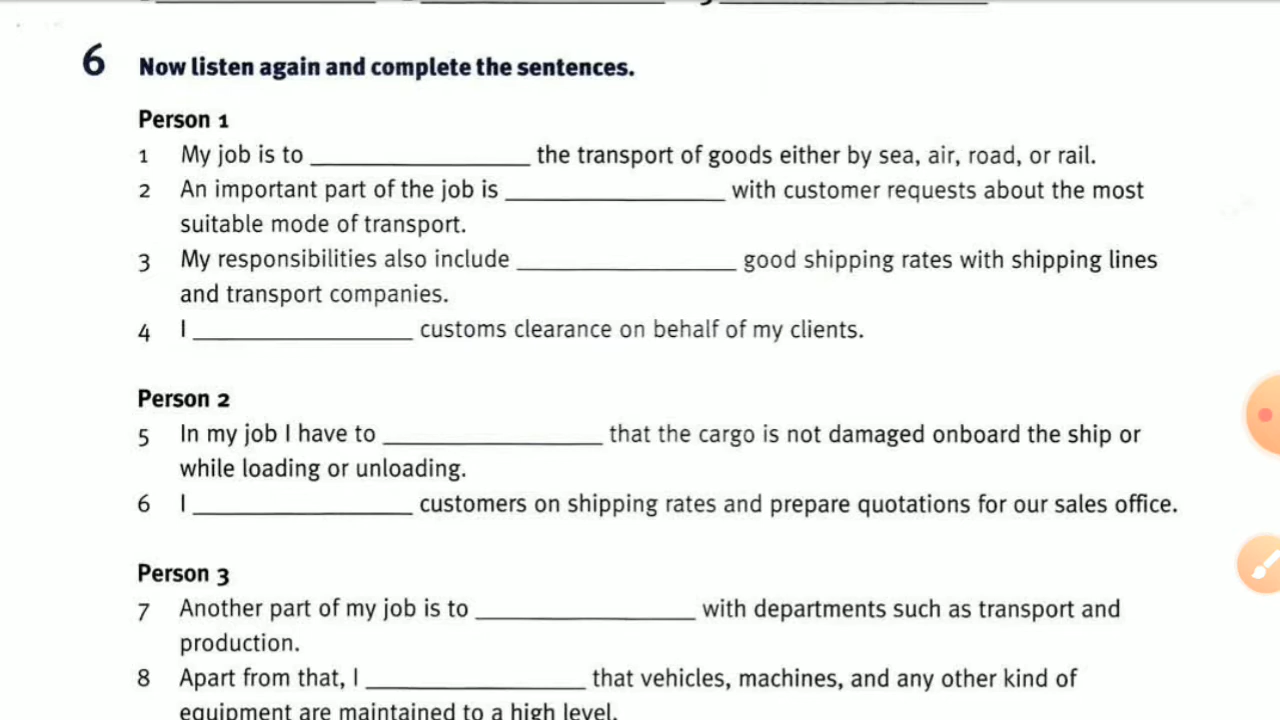 6 Now listen again and complete the sentences.
Person 1
1 My job is to ________________ the transport of goods either by sea, air, road, or rail.
2 An important part of the job is ________________ with customer requests about the most
suitable mode of transport.
3 My responsibilities also include ________________ good shipping rates with shipping lines
and transport companies.
4 I ________________ customs clearance on behalf of my clients.
Person 2
5 In my job I have to ________________ that the cargo is not damaged onboard the ship or
while loading or unloading.
6 I ________________ customers on shipping rates and prepare quotations for our sales office.
Person 3
7 Another part of my job is to ________________ with departments such as transport and
production.
8 Apart from that, I ________________ that vehicles, machines, and any other kind of
equipment are maintained to a high level.